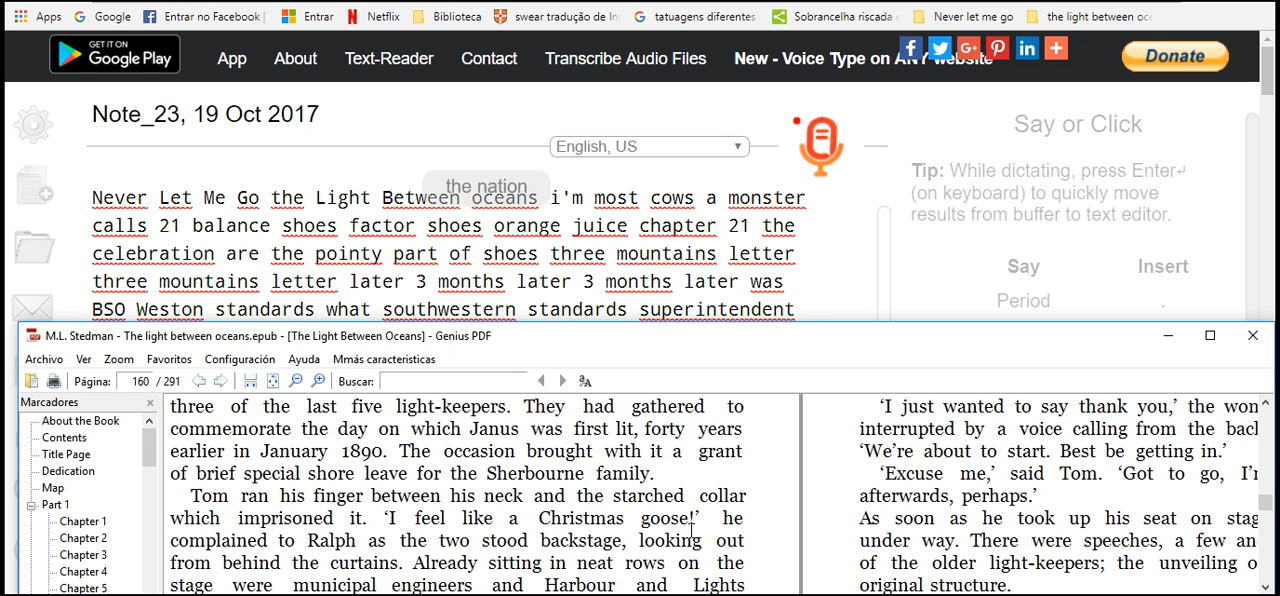 Apps Google Entrar no Facebook Entrar Netflix Biblioteca swear tradução de In tatuagens diferentes Sobrancelha riscada Never let me go the light between oce
GET IT ON
Google Play App About Text-Reader Contact Transcribe Audio Files New - Voice Type on ANY website Donate
Note_23, 19 Oct 2017
Say or Click
English, US
Tip: While dictating, press Enter↵
(on keyboard) to quickly move
results from buffer to text editor.
the nation
Never Let Me Go the Light Between oceans i'm most cows a monster
calls 21 balance shoes factor shoes orange juice chapter 21 the
celebration are the pointy part of shoes three mountains letter
three mountains letter later 3 months later 3 months later was
BSO Weston standards what southwestern standards superintendent
Say Insert
Period .
M.L. Stedman - The light between oceans.epub - [The Light Between Oceans] - Genius PDF
Archivo Ver Zoom Favoritos Configuración Ayuda Mmás caracteristicas
Página: 160 / 291 Buscar:
Marcadores
About the Book
Contents
Title Page
Dedication
Map
Part 1
Chapter 1
Chapter 2
Chapter 3
Chapter 4
Chapter 5
three of the last five light-keepers. They had gathered to
commemorate the day on which Janus was first lit, forty years
earlier in January 1890. The occasion brought with it a grant
of brief special shore leave for the Sherbourne family.
Tom ran his finger between his neck and the starched collar
which imprisoned it. ‘I feel like a Christmas goose!’ he
complained to Ralph as the two stood backstage, looking out
from behind the curtains. Already sitting in neat rows on the
stage were municipal engineers and Harbour and Lights
‘I just wanted to say thank you,’ the won
interrupted by a voice calling from the back
‘We’re about to start. Best be getting in.’
‘Excuse me,’ said Tom. ‘Got to go, I’m
afterwards, perhaps.’
As soon as he took up his seat on stag
under way. There were speeches, a few an
of the older light-keepers; the unveiling o
original structure.